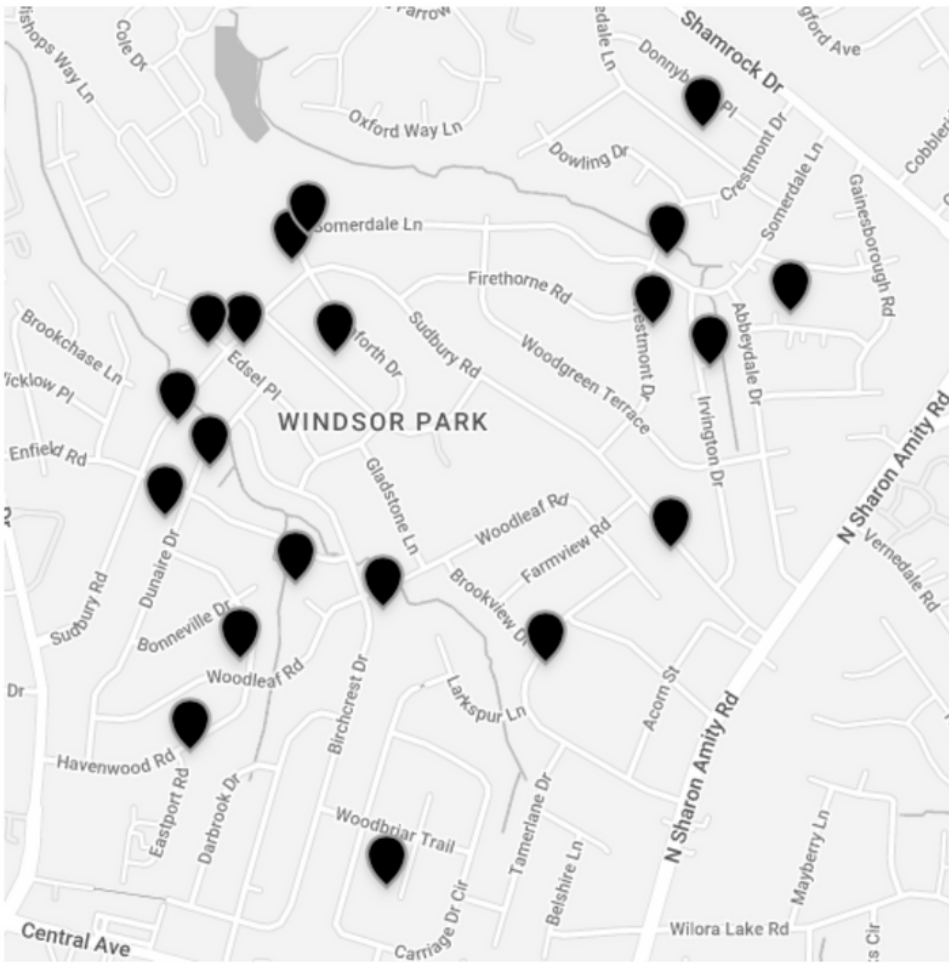 Cole Dt
Oxford Way Ln
Shamrock Dr
Dowling Dr
Crestmont Dr
Somerdale Ln
Gainesborough Rd
Somerdale Ln
Firethorne Rd
Sudbury Rd
Woodgreen Terrace
Abbeydale Dr
Brookchase Ln
Edsel Pl
WINDSOR PARK
Irvington Dr
Enfield Rd
Gladstone Ln
Woodleaf Rd
Farmview Rd
N Sharon Amity Rd
Vernedale Rd
Dunaire Dr
Sudbury Rd
Bonneville Dr
Brookview Dr
Woodleaf Rd
Birchcrest Dr
Larkspur Ln
Acorn St
Dr
Havenwood Rd
Eastport Rd
Darbrook Dr
Woodbriar Trail
Tamerlane Dr
N Sharon Amity Rd
Belshire Ln
Mayberry Ln
Carriage Dr Cir
Wilora Lake Rd
Central Ave